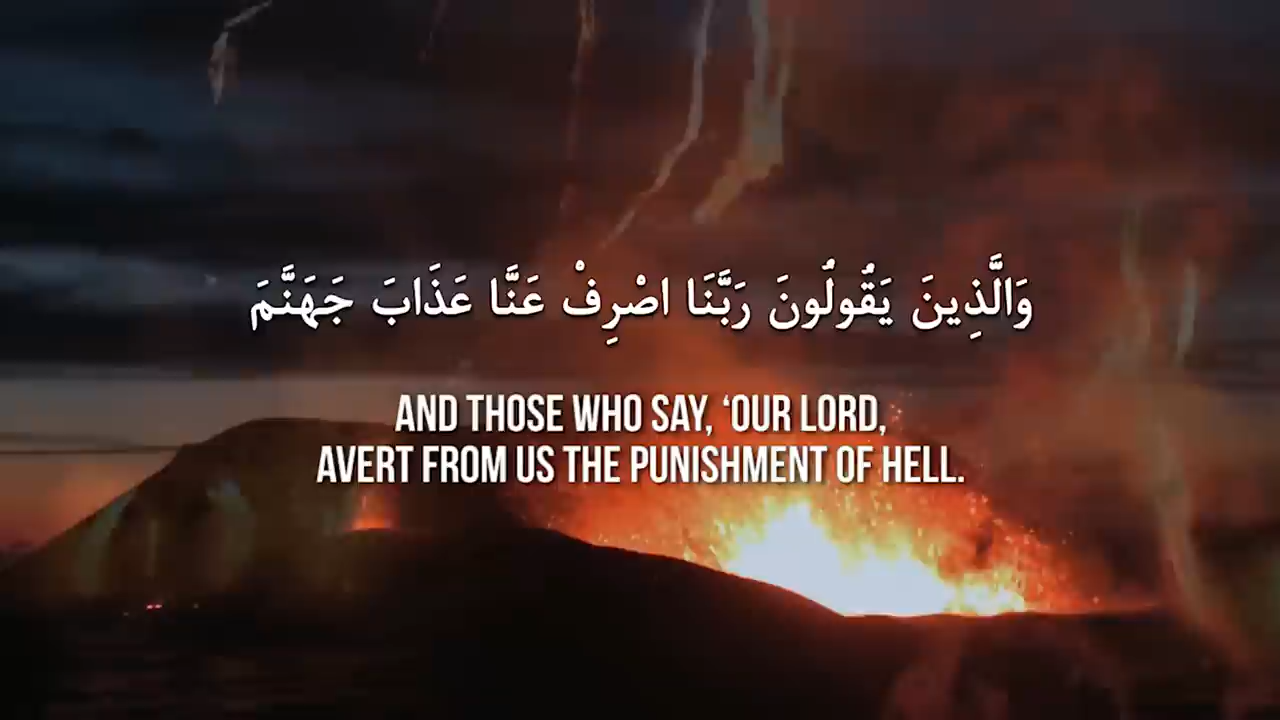 وَالَّذِينَ يَقُولُونَ رَبَّنَا اصْرِفْ عَنَّا عَذَابَ جَهَنَّمَ
AND THOSE WHO SAY, ‘OUR LORD,
AVERT FROM US THE PUNISHMENT OF HELL.